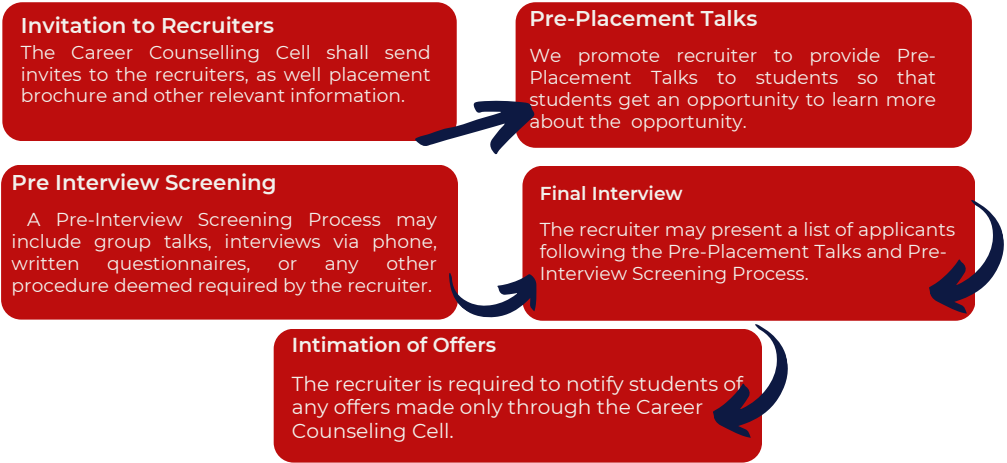 Invitation to Recruiters
The Career Counselling Cell shall send
invites to the recruiters, as well placement
brochure and other relevant information.
Pre-Placement Talks
We promote recruiter to provide Pre-
Placement Talks to students so that
students get an opportunity to learn more
about the opportunity.
Pre Interview Screening
A Pre-Interview Screening Process may
include group talks, interviews via phone,
written questionnaires, or any other
procedure deemed required by the recruiter.
Final Interview
The recruiter may present a list of applicants
following the Pre-Placement Talks and Pre-
Interview Screening Process.
Intimation of Offers
The recruiter is required to notify students of
any offers made only through the Career
Counseling Cell.